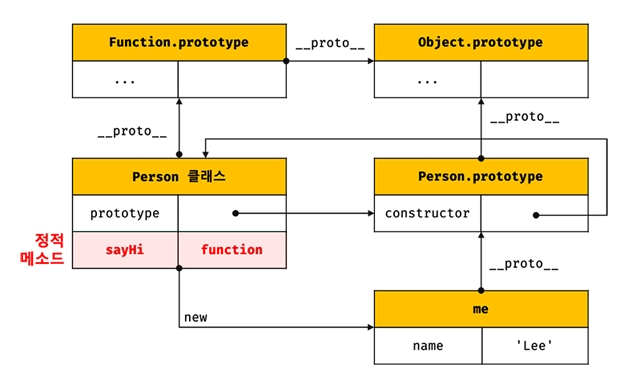 Function.prototype
...
__proto__
Object.prototype
...
__proto__
__proto__
Person 클래스
prototype
정적
메소드
sayHi
function
Person.prototype
constructor
__proto__
new
me
name
'Lee'